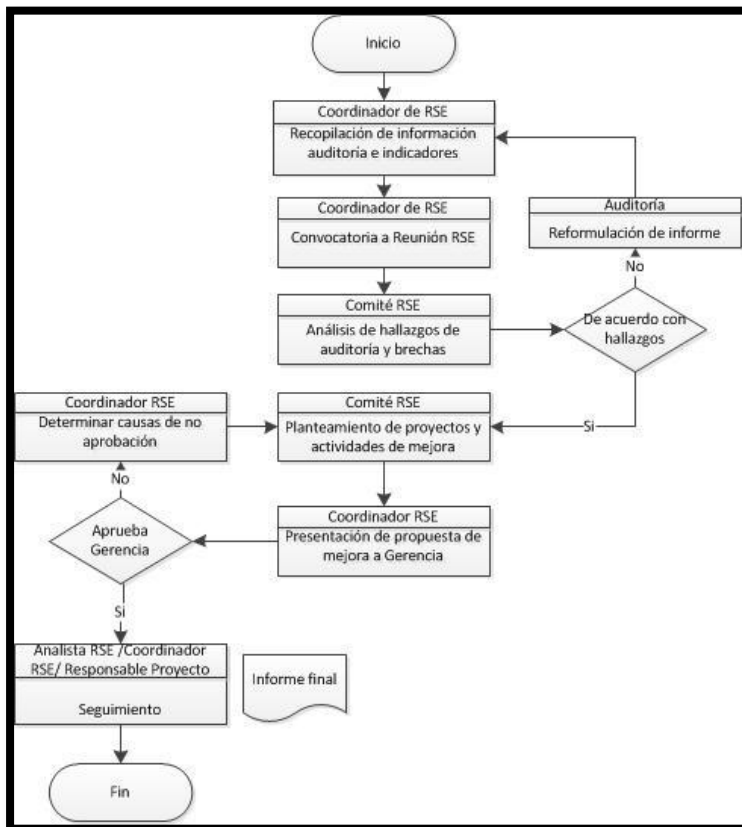 Inicio
Coordinador de RSE
Recopilación de información
auditoría e indicadores
Coordinador de RSE
Convocatoria a Reunión RSE
Auditoría
Reformulación de informe
No
Comité RSE
Análisis de hallazgos de
auditoría y brechas
De acuerdo con
hallazgos
Si
Coordinador RSE
Determinar causas de no
aprobación
Comité RSE
Planteamiento de proyectos y
actividades de mejora
No
Aprueba
Gerencia
Coordinador RSE
Presentación de propuesta de
mejora a Gerencia
Si
Analista RSE /Coordinador
RSE/ Responsable Proyecto
Seguimiento
Informe final
Fin